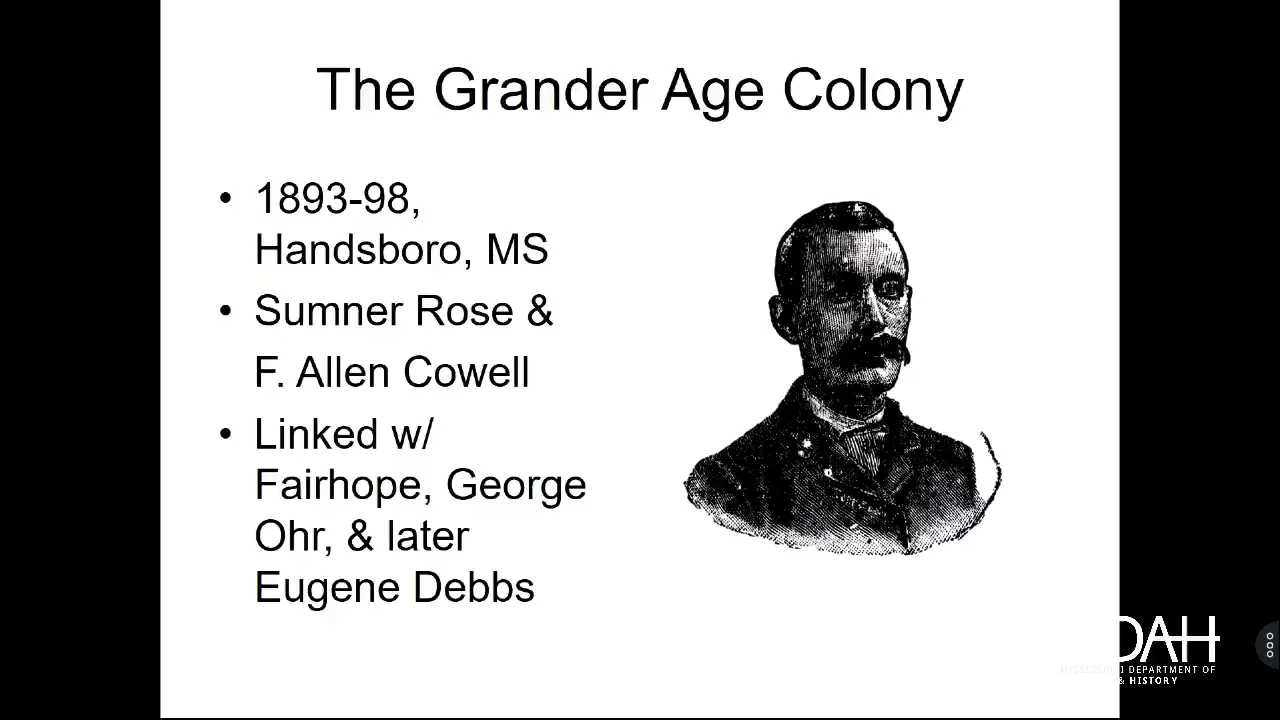 The Grander Age Colony
• 1893-98,
Handsboro, MS
• Sumner Rose &
F. Allen Cowell
• Linked w/
Fairhope, George
Ohr, & later
Eugene Debbs
DAH
DEPARTMENT OF
& HISTORY